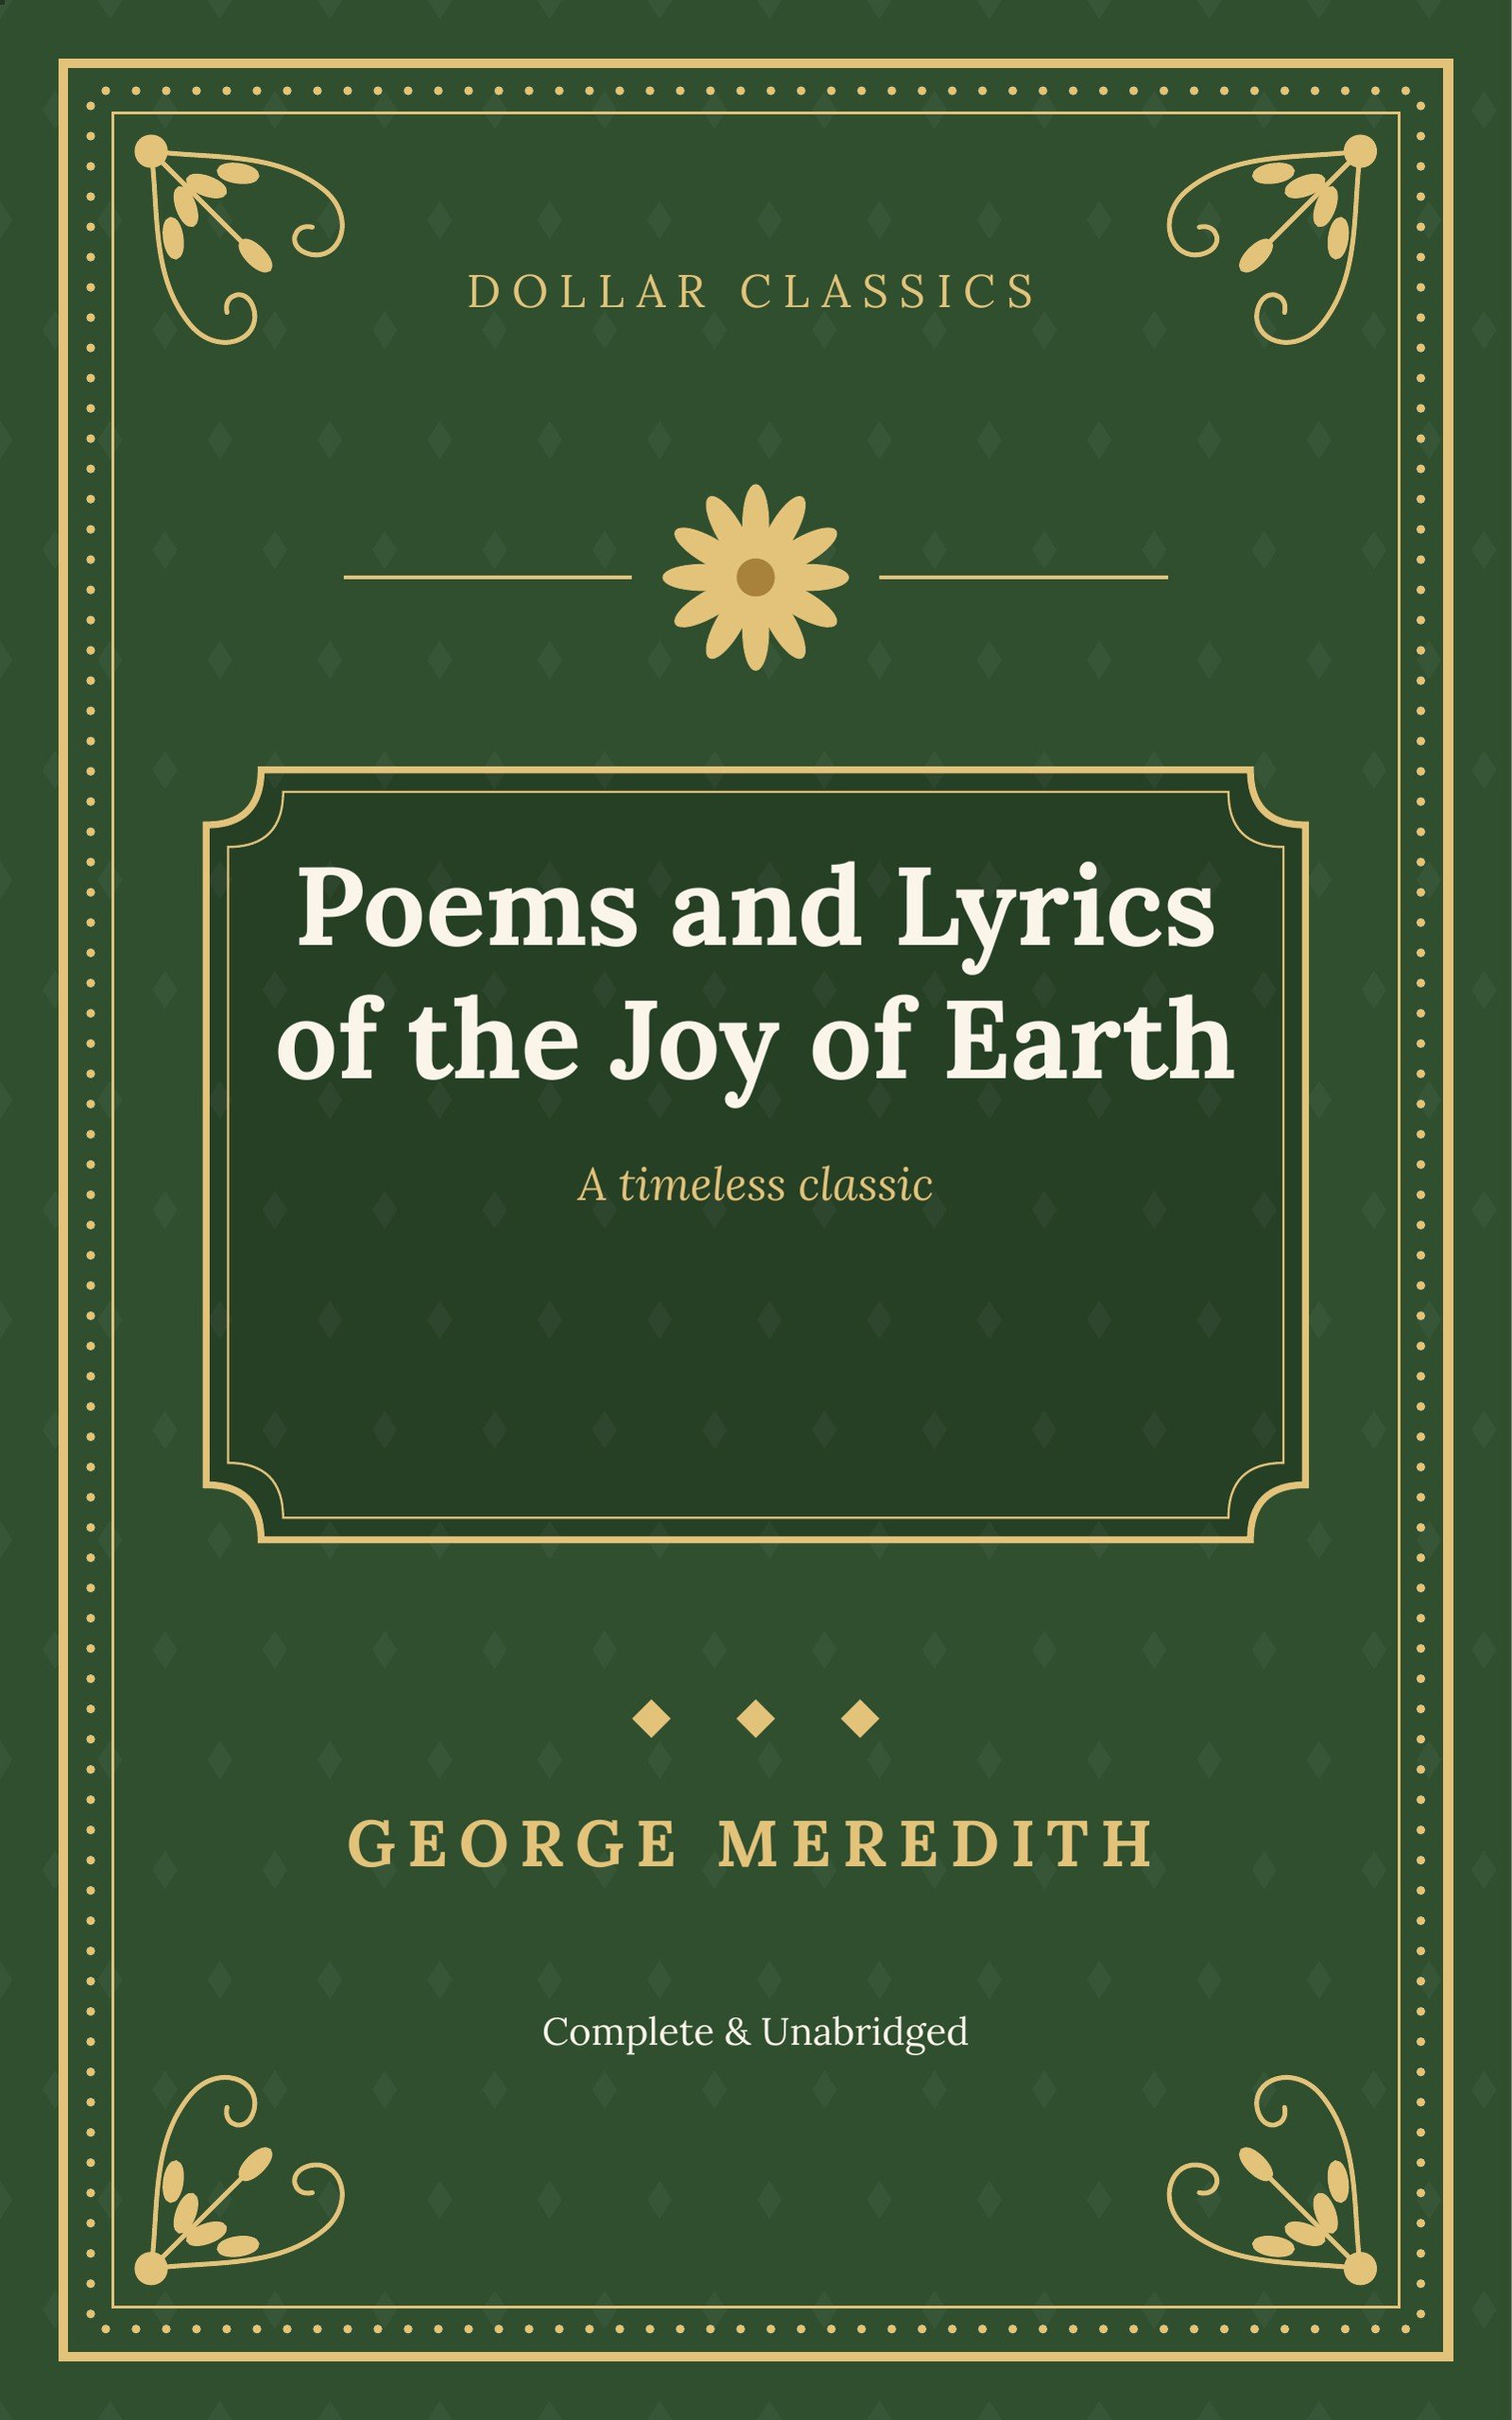 DOLLAR CLASSICS
Poems and Lyrics
of the Joy of Earth
A timeless classic
GEORGE MEREDITH
Complete & Unabridged